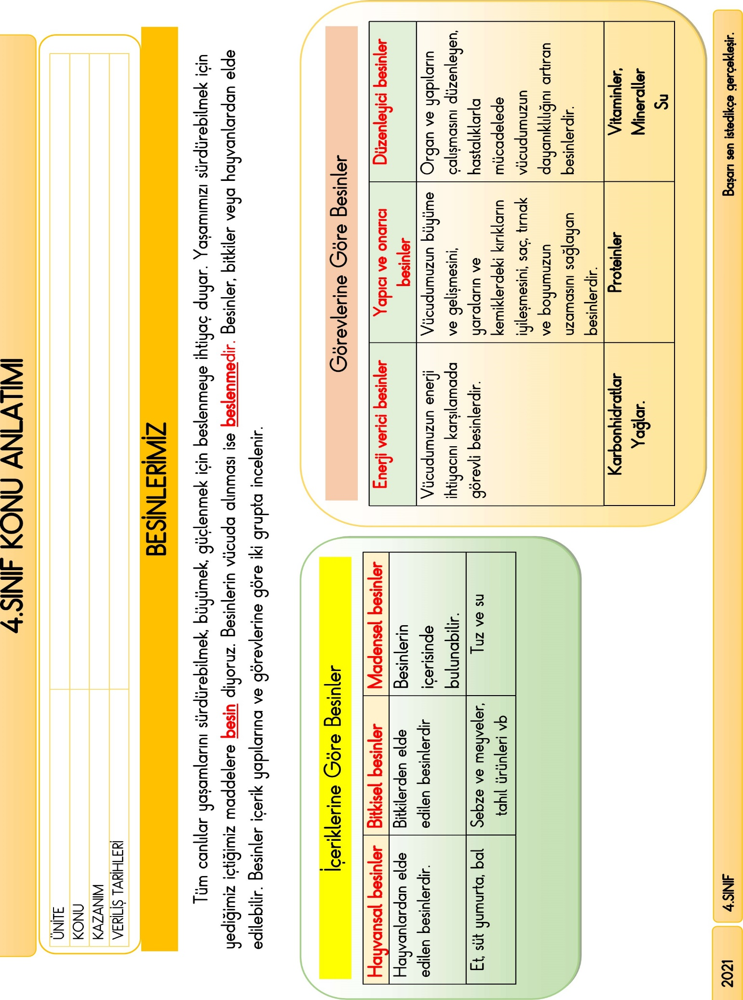 4.SINIF KONU ANLATIMI
ÜNİTE
KONU
KAZANIM
VERİLİŞ TARİHLERİ
BESİNLERİMİZ
Tüm canlılar yaşamlarını sürdürebilmek, büyümek, güçlenmek için beslenmeye ihtiyaç duyar. Yaşamımızı sürdürebilmek için
yediğimiz içtiğimiz maddelere besin diyoruz. Besinlerin vücuda alınması ise beslenmedir. Besinler, bitkiler veya hayvanlardan elde
edilebilir. Besinler içerik yapılarına ve görevlerine göre iki grupta incelenir.
İçeriklerine Göre Besinler
Hayvansal besinler
Bitkisel besinler
Madensel besinler
Hayvanlardan elde
edilen besinlerdir.
Bitkilerden elde
edilen besinlerdir
Besinlerin
içerisinde
bulunabilir.
Et, süt yumurta, bal
Sebze ve meyveler,
tahıl ürünleri vb
Tuz ve su
Görevlerine Göre Besinler
Enerji verici besinler
Yapıcı ve onarıcı
besinler
Düzenleyici besinler
Vücudumuzun enerji
ihtiyacını karşılamada
görevli besinlerdir.
Vücudumuzun büyüme
ve gelişmesini,
yaraların ve
kemiklerdeki kırıkların
iyileşmesini, saç, tırnak
ve boyumuzun
uzamasını sağlayan
besinlerdir.
Organ ve yapıların
çalışmasını düzenleyen,
hastalıklarla
mücadelede
vücudumuzun
dayanıklılığını artıran
besinlerdir.
Karbonhidratlar
Yağlar.
Proteinler
Vitaminler,
Mineraller
Su
2021
4.SINIF
Başarı sen istedikçe gerçekleşir.